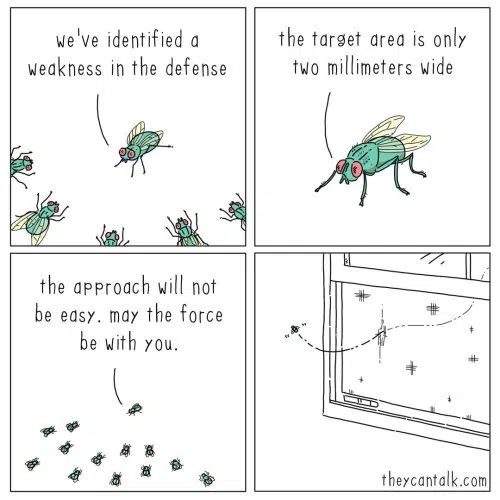 we've identified a
weakness in the defense
the target area is only
two millimeters wide
the approach will not
be easy. may the force
be with you.
theycantalk.com